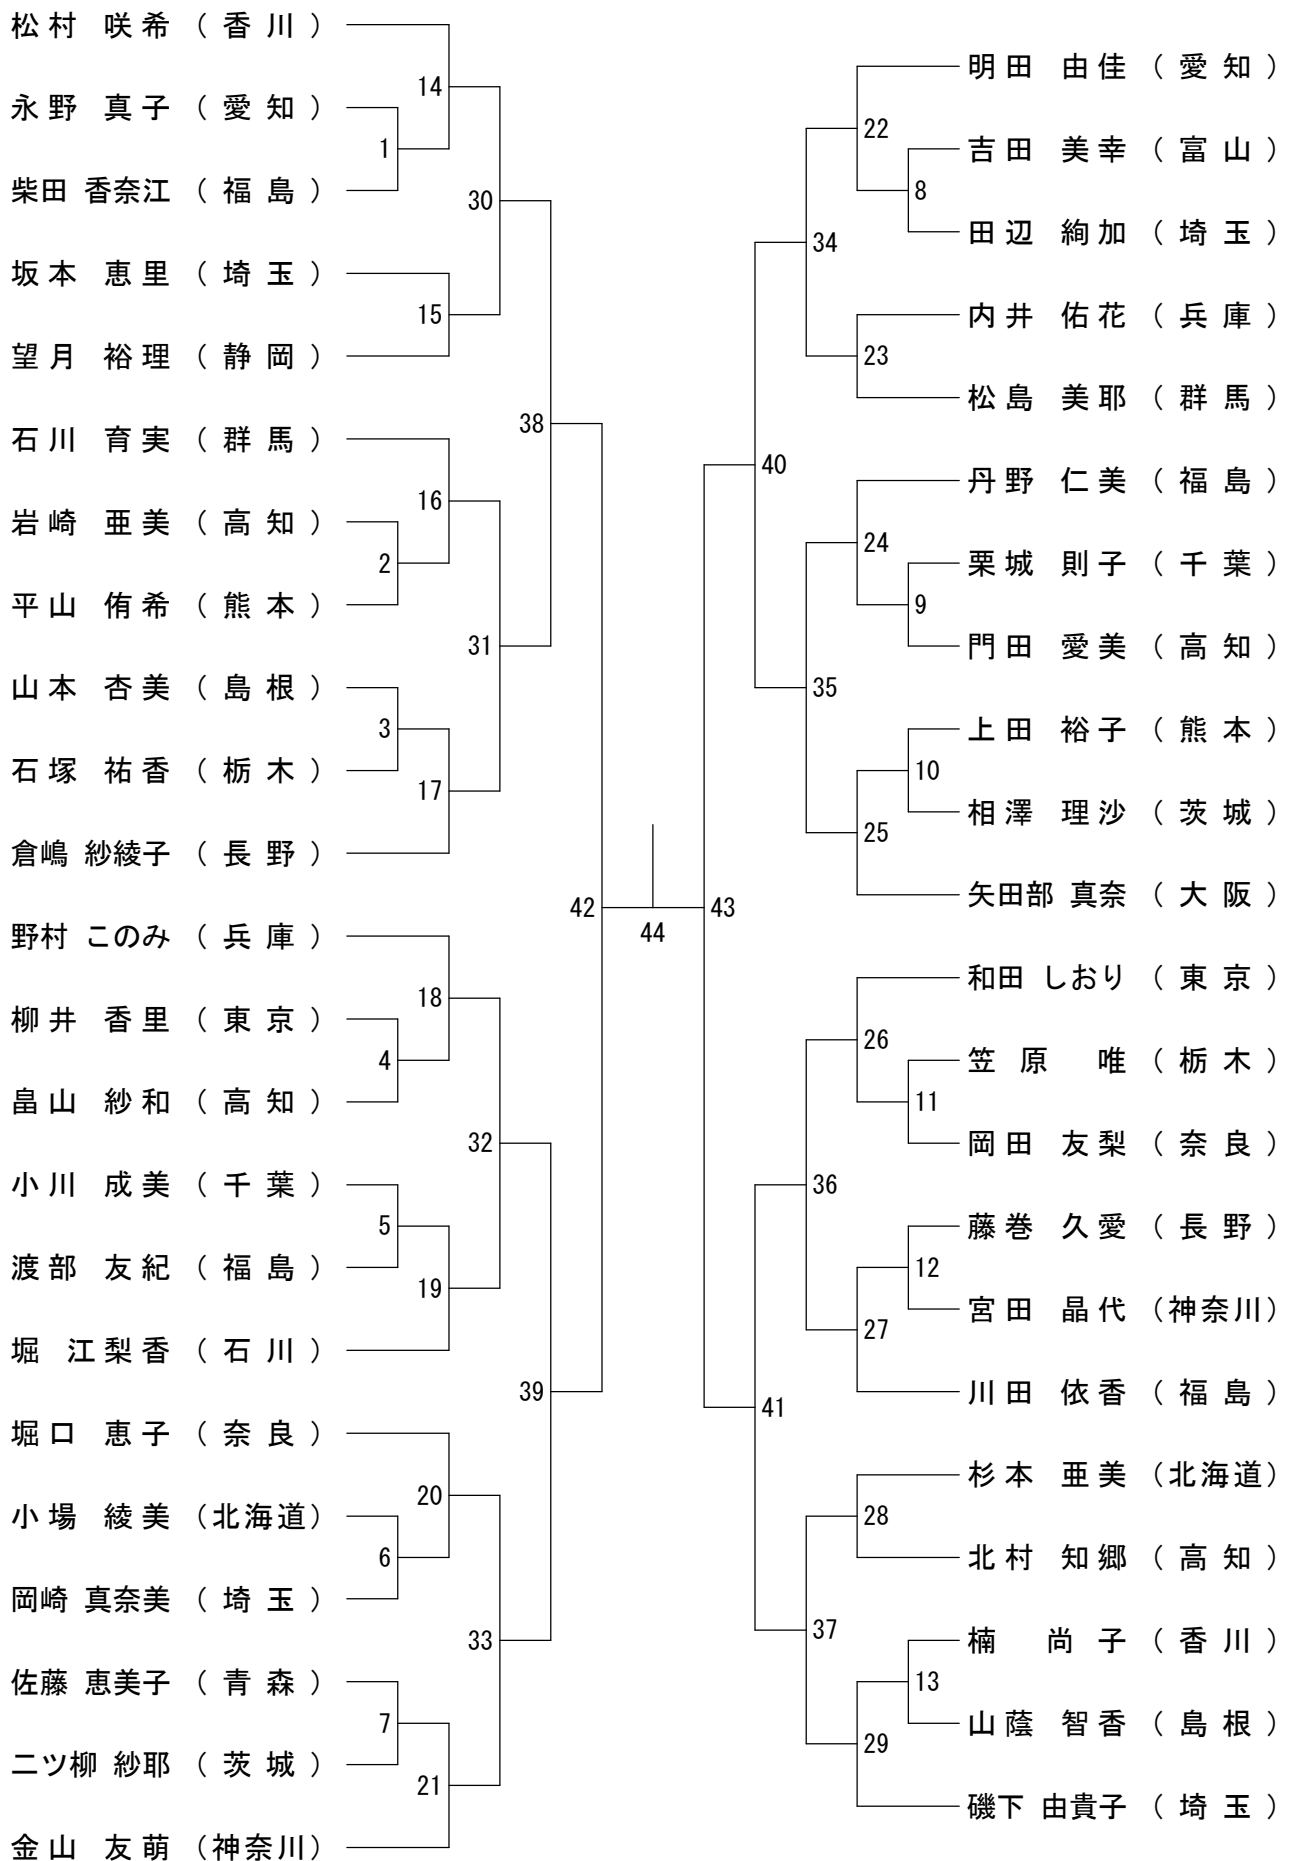 松村 咲希 ( 香川 )
永野 真子 ( 愛知 )
柴田 香奈江 ( 福島 )
坂本 恵里 ( 埼玉 )
望月 裕理 ( 静岡 )
石川 育実 ( 群馬 )
岩崎 亜美 ( 高知 )
平山 侑希 ( 熊本 )
山本 杏美 ( 島根 )
石塚 祐香 ( 栃木 )
倉嶋 紗綾子 ( 長野 )
野村 このみ ( 兵庫 )
柳井 香里 ( 東京 )
畠山 紗和 ( 高知 )
小川 成美 ( 千葉 )
渡部 友紀 ( 福島 )
堀 江梨香 ( 石川 )
堀口 恵子 ( 奈良 )
小場 綾美 (北海道)
岡崎 真奈美 ( 埼玉 )
佐藤 恵美子 ( 青森 )
二ツ柳 紗耶 ( 茨城 )
金山 友萌 (神奈川)
1
2
3
4
5
6
7
14
15
16
17
18
19
20
21
30
31
32
33
38
39
42
44
43
40
41
34
35
36
37
22
23
24
25
26
27
28
29
8
9
10
11
12
13
明田 由佳 ( 愛知 )
吉田 美幸 ( 富山 )
田辺 絢加 ( 埼玉 )
内井 佑花 ( 兵庫 )
松島 美耶 ( 群馬 )
丹野 仁美 ( 福島 )
栗城 則子 ( 千葉 )
門田 愛美 ( 高知 )
上田 裕子 ( 熊本 )
相澤 理沙 ( 茨城 )
矢田部 真奈 ( 大阪 )
和田 しおり ( 東京 )
笠原 唯 ( 栃木 )
岡田 友梨 ( 奈良 )
藤巻 久愛 ( 長野 )
宮田 晶代 (神奈川)
川田 依香 ( 福島 )
杉本 亜美 (北海道)
北村 知郷 ( 高知 )
楠 尚子 ( 香川 )
山蔭 智香 ( 島根 )
磯下 由貴子 ( 埼玉 )